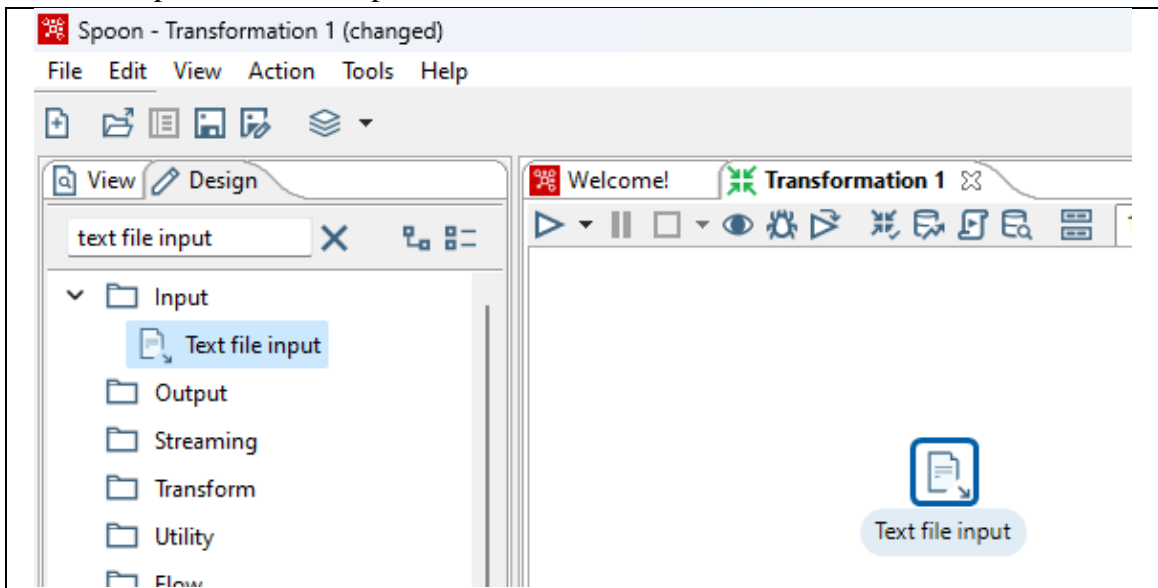 Spoon - Transformation 1 (changed)
File Edit View Action Tools Help
View Design
Welcome! Transformation 1
text file input
Input
Text file input
Output
Streaming
Transform
Utility
Flow
Text file input